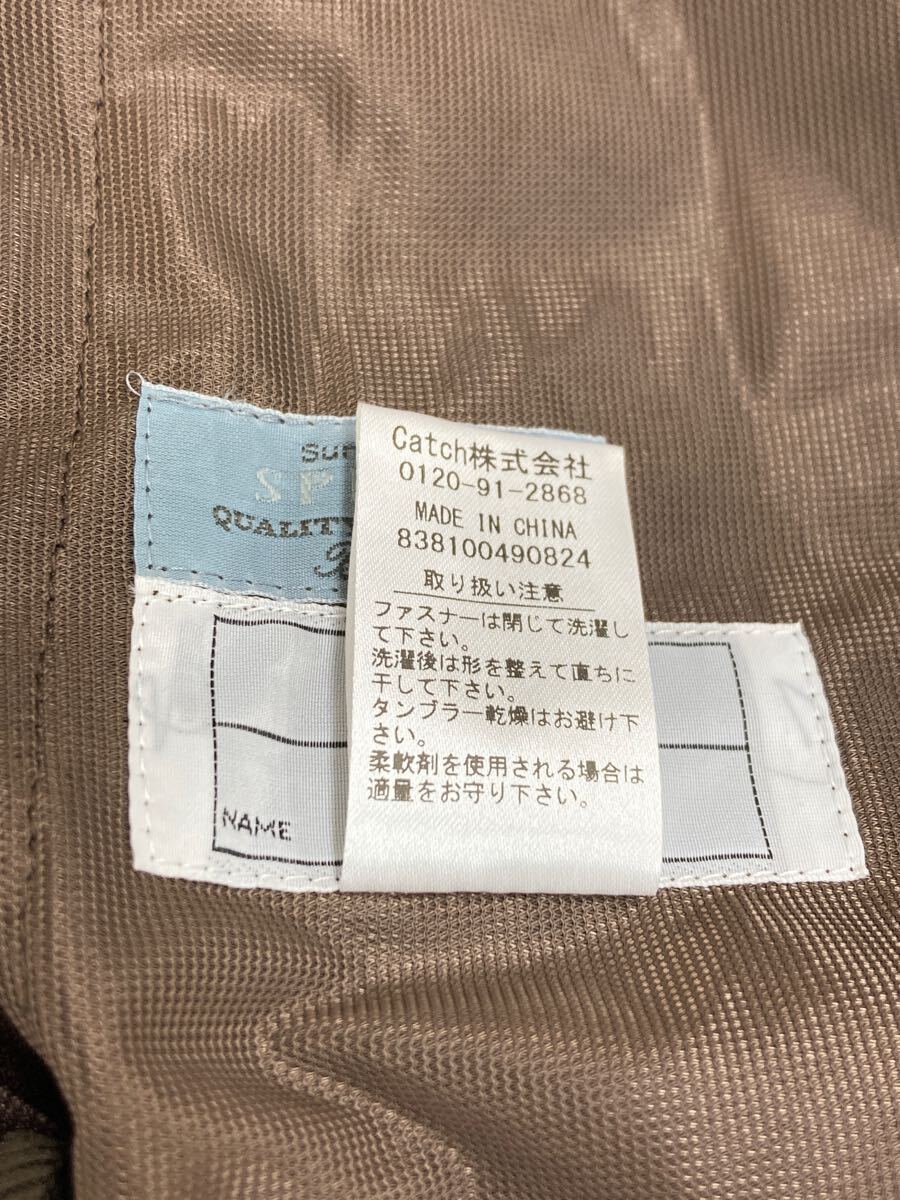 QUALITY
Catch株式会社
0120-91-2868
MADE IN CHINA
838100490824
取り扱い注意
ファスナーは閉じて洗濯し
て下さい。
洗濯後は形を整えて直ちに
干して下さい。
タンブラー乾燥はお避け下
さい。
柔軟剤を使用される場合は
適量をお守り下さい。
NAME